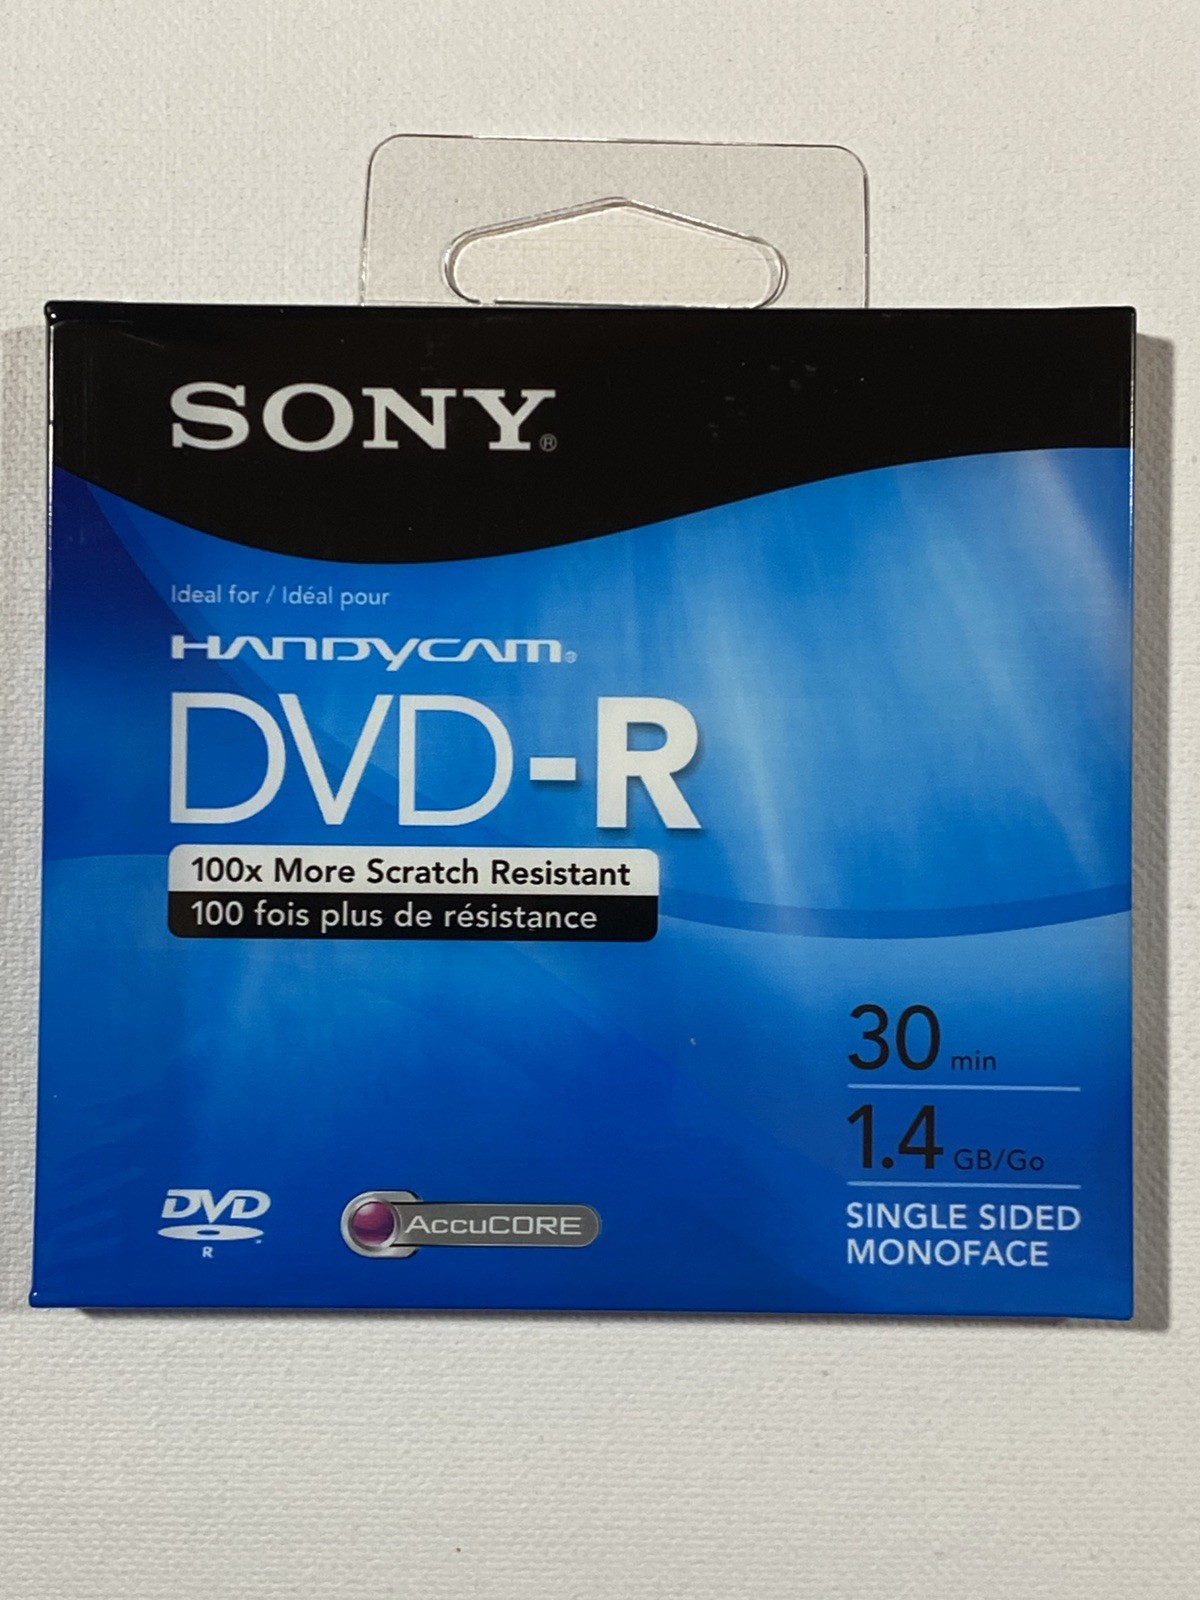 SONY®
Ideal for / Idéal pour
HANDYCAM®
DVD-R
100x More Scratch Resistant
100 fois plus de résistance
30 min
1.4 GB/Go
SINGLE SIDED
MONOFACE
DVD
R
AccuCORE